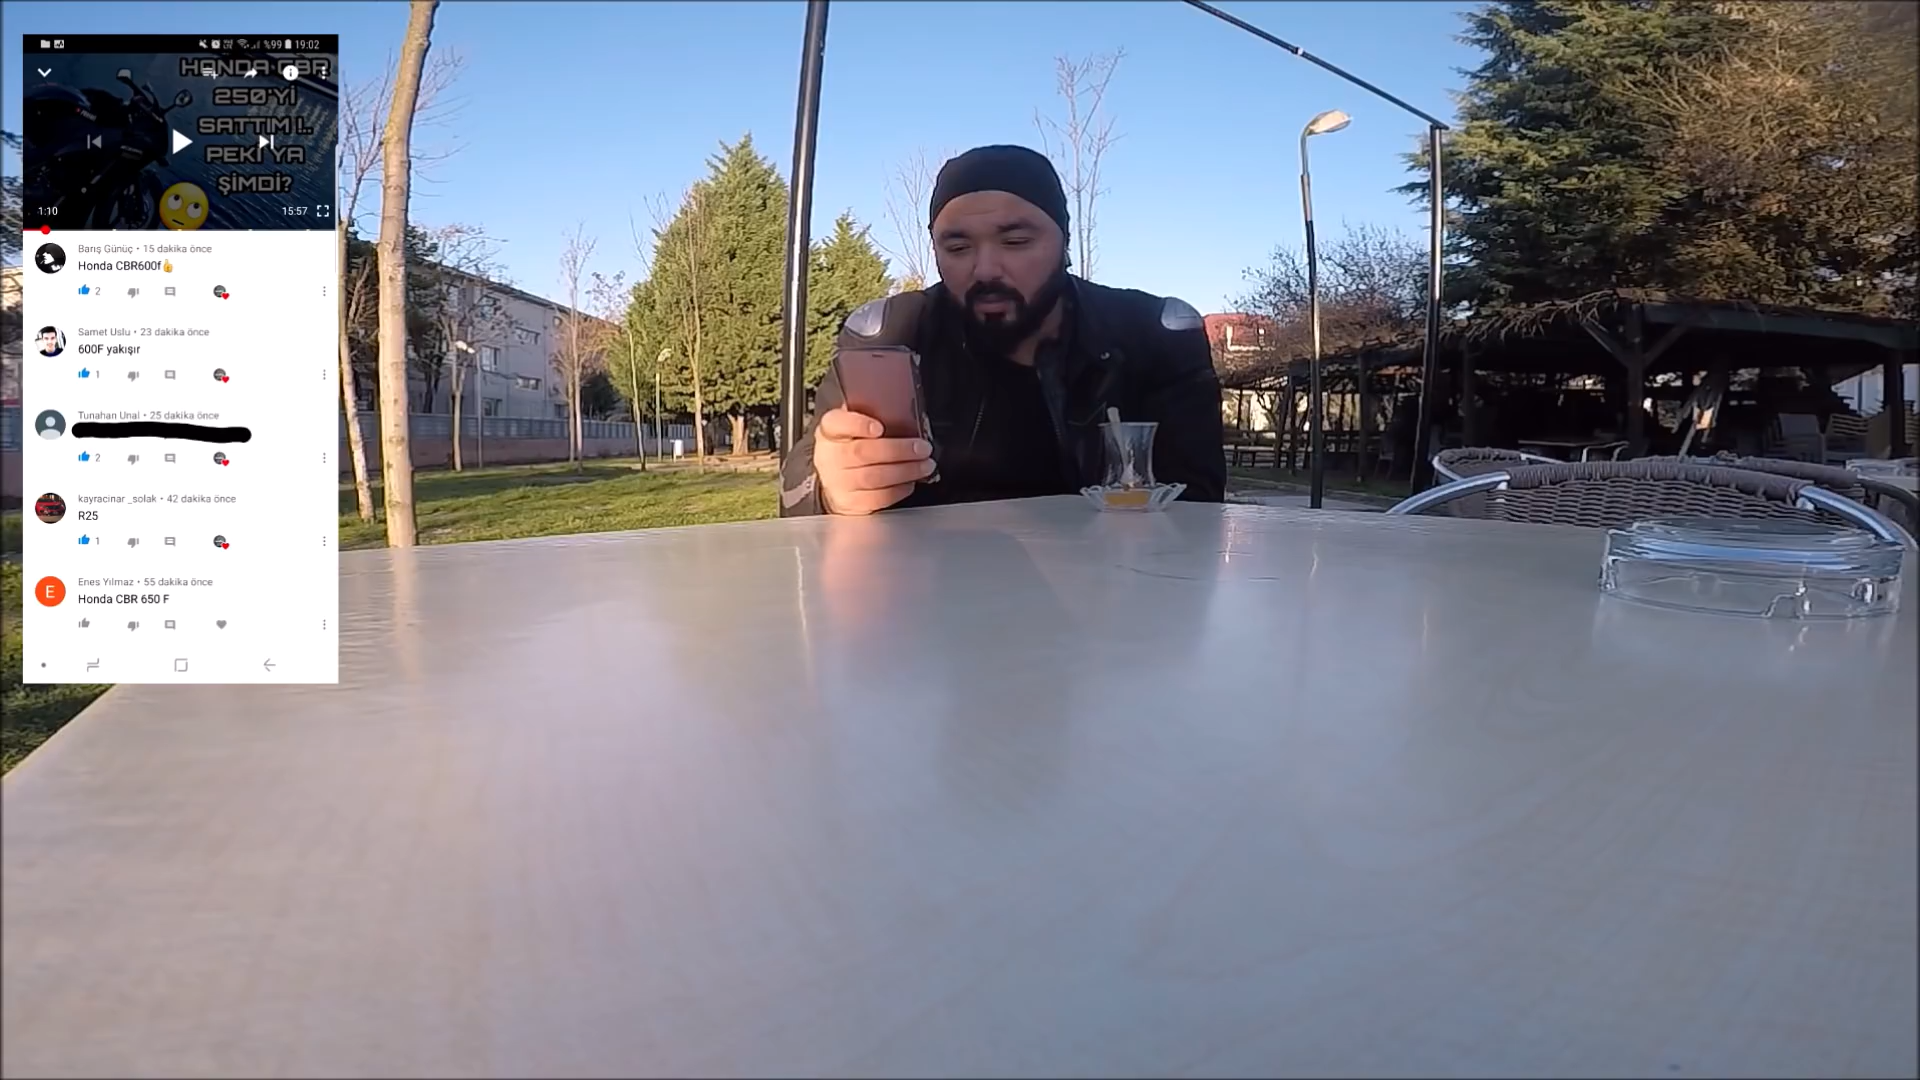 %99 19:02
HONDA CBR
250'Yİ
SATTIM !..
PEKİ YA
ŞİMDİ?
1:10
15:57
Barış Günüç • 15 dakika önce
Honda CBR600f👍
2
Samet Uslu • 23 dakika önce
600F yakışır
1
Tunahan Unal • 25 dakika önce
2
kayracinar _solak • 42 dakika önce
R25
1
E
Enes Yılmaz • 55 dakika önce
Honda CBR 650 F